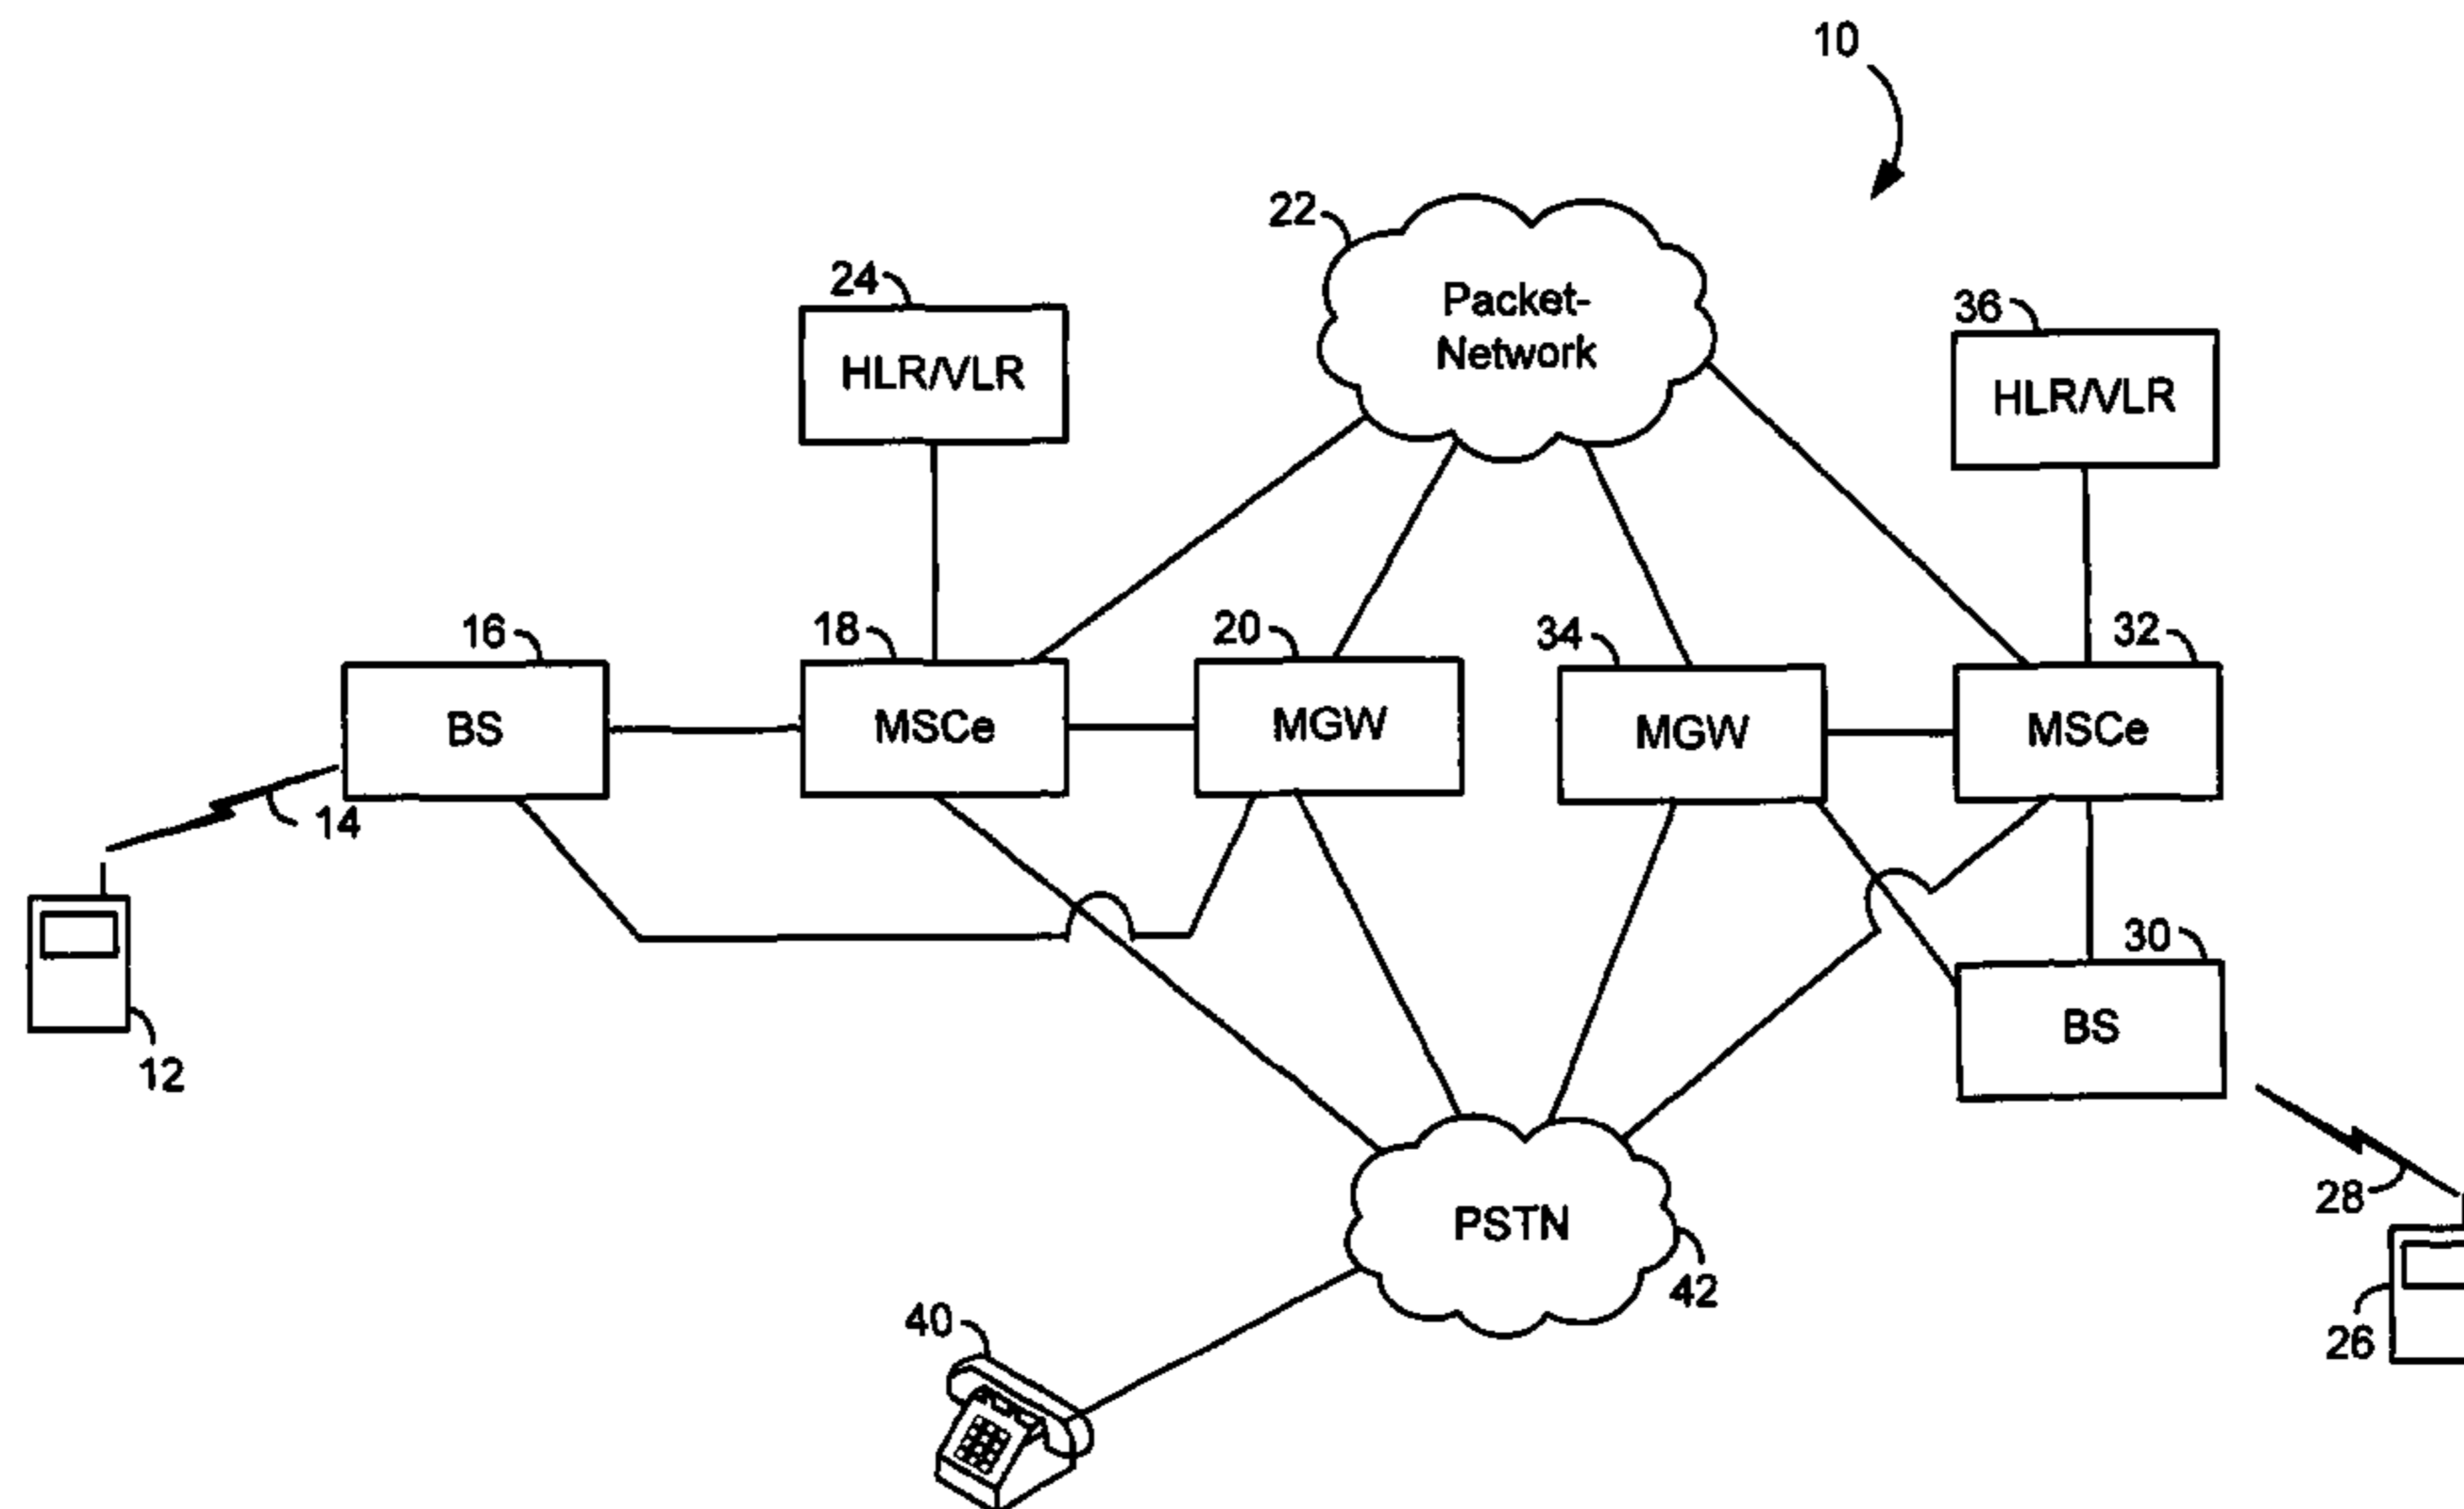 10
22
Packet-
Network
24
HLR/VLR
36
HLR/VLR
16
BS
18
MSCe
20
MGW
34
MGW
32
MSCe
14
12
30
BS
28
26
PSTN
42
40